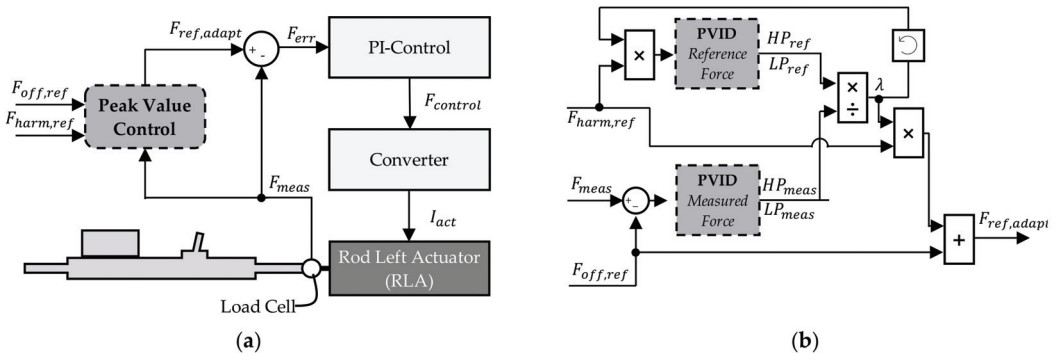 F_ref,adapt
+
-
F_err
PI-Control
F_off,ref
F_harm,ref
Peak Value
Control
F_control
Converter
F_meas
I_act
Rod Left Actuator
(RLA)
Load Cell
(a)
×
PVID
Reference
Force
HP_ref
LP_ref
×
÷
λ
×
F_harm,ref
F_meas
+
-
PVID
Measured
Force
HP_meas
LP_meas
+
F_ref,adapt
F_off,ref
(b)